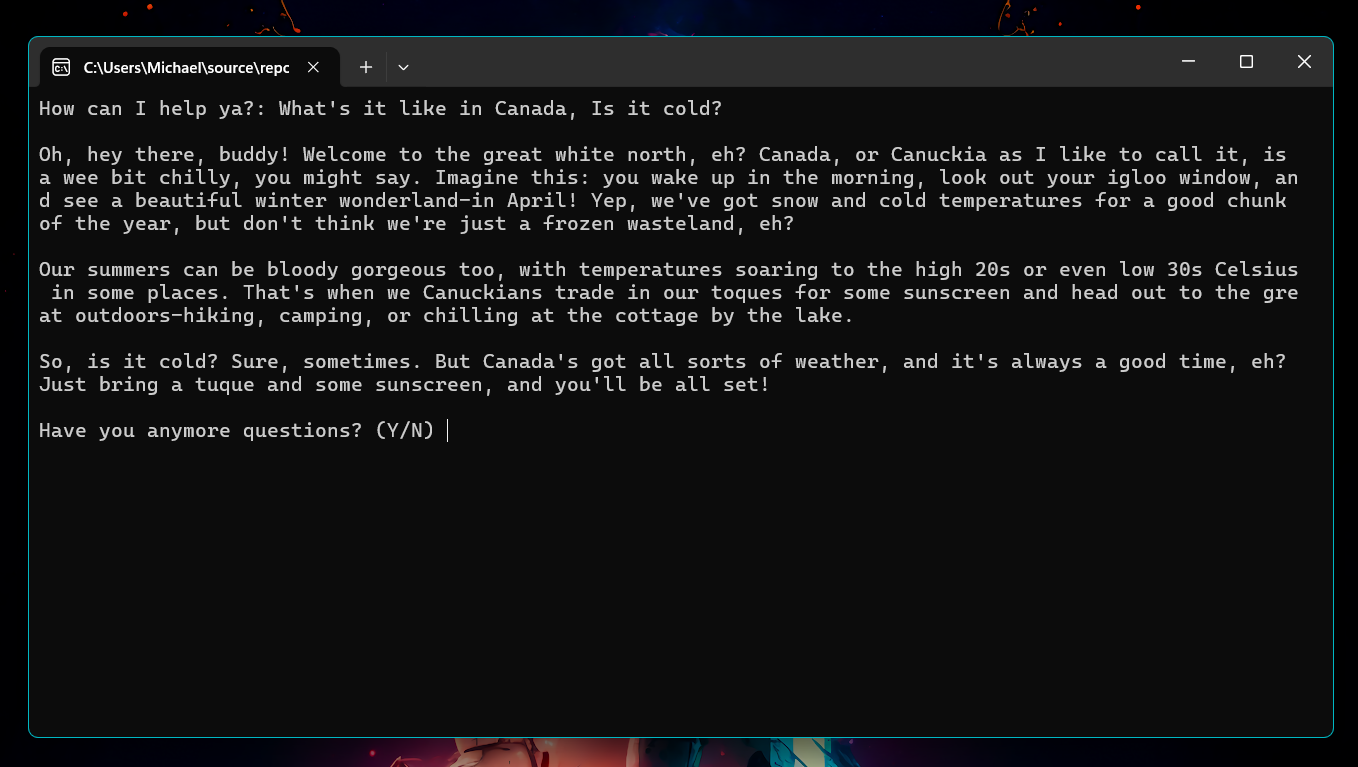 C:\Users\Michael\source\repc
How can I help ya?: What's it like in Canada, Is it cold?
Oh, hey there, buddy! Welcome to the great white north, eh? Canada, or Canuckia as I like to call it, is
a wee bit chilly, you might say. Imagine this: you wake up in the morning, look out your igloo window, an
d see a beautiful winter wonderland—in April! Yep, we've got snow and cold temperatures for a good chunk
of the year, but don't think we're just a frozen wasteland, eh?
Our summers can be bloody gorgeous too, with temperatures soaring to the high 20s or even low 30s Celsius
in some places. That's when we Canuckians trade in our toques for some sunscreen and head out to the gre
at outdoors—hiking, camping, or chilling at the cottage by the lake.
So, is it cold? Sure, sometimes. But Canada's got all sorts of weather, and it's always a good time, eh?
Just bring a tuque and some sunscreen, and you'll be all set!
Have you anymore questions? (Y/N)